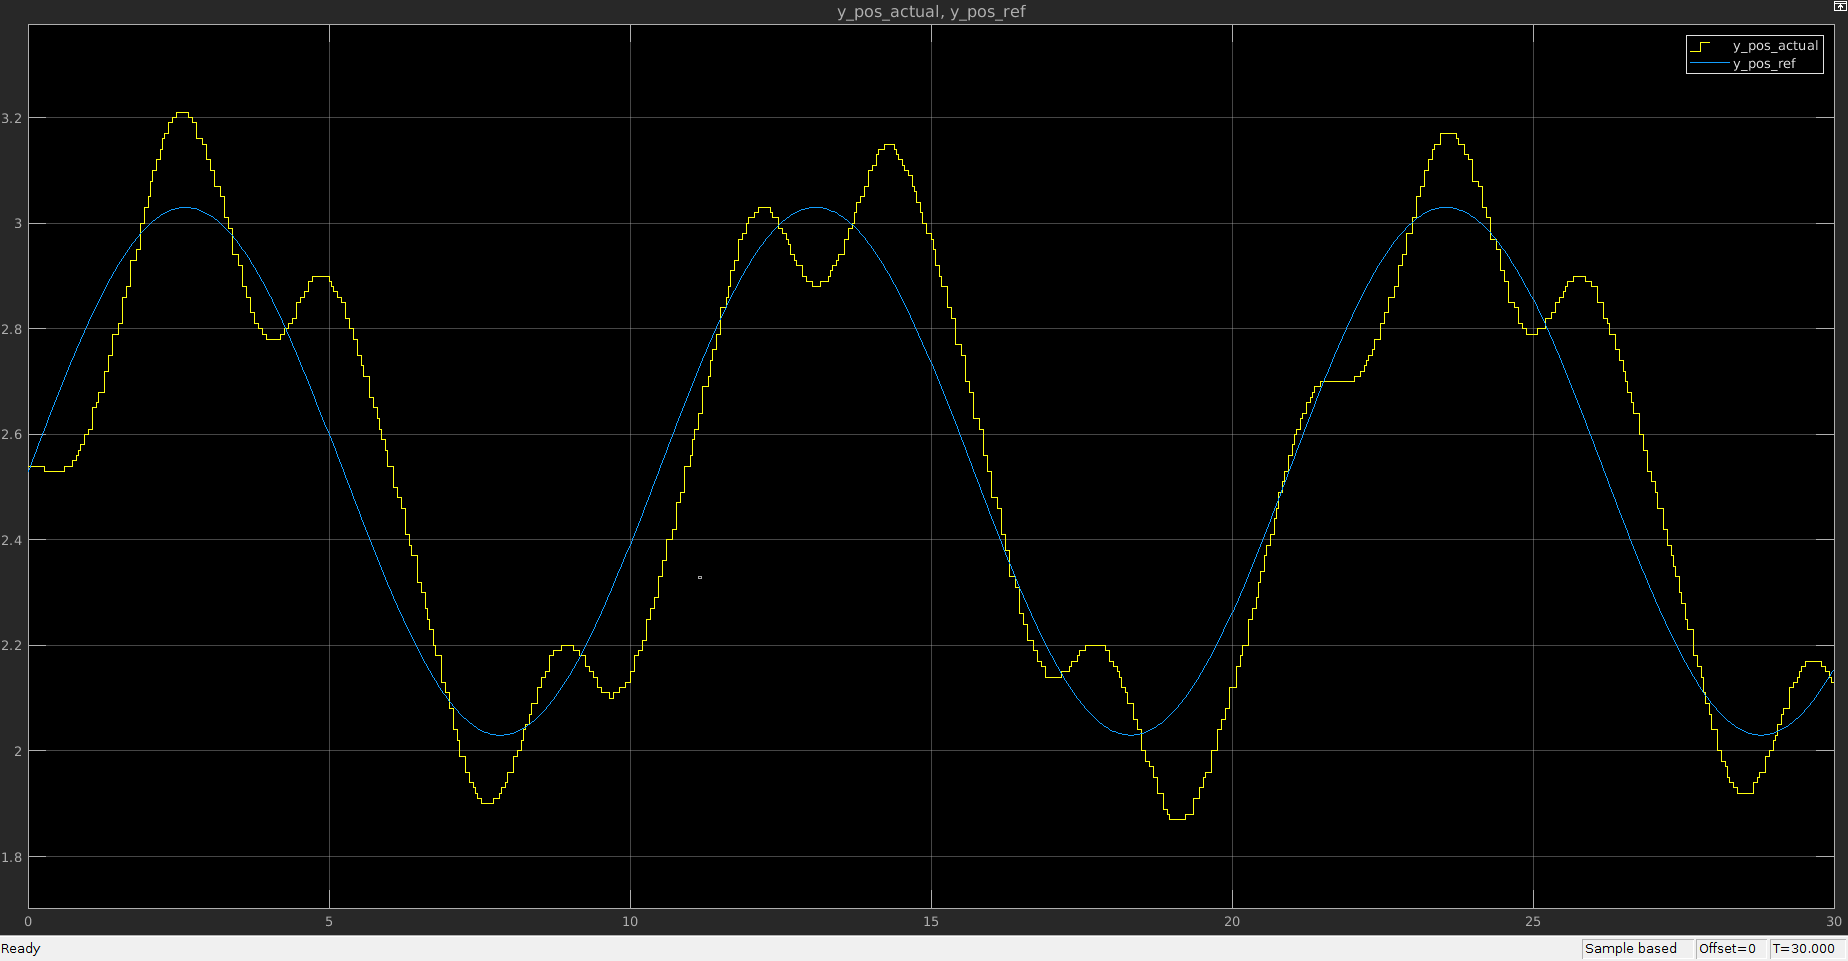 y_pos_actual, y_pos_ref
y_pos_actual
y_pos_ref
3.2
3
2.8
2.6
2.4
2.2
2
1.8
0 5 10 15 20 25 30
Ready Sample based Offset=0 T=30.000